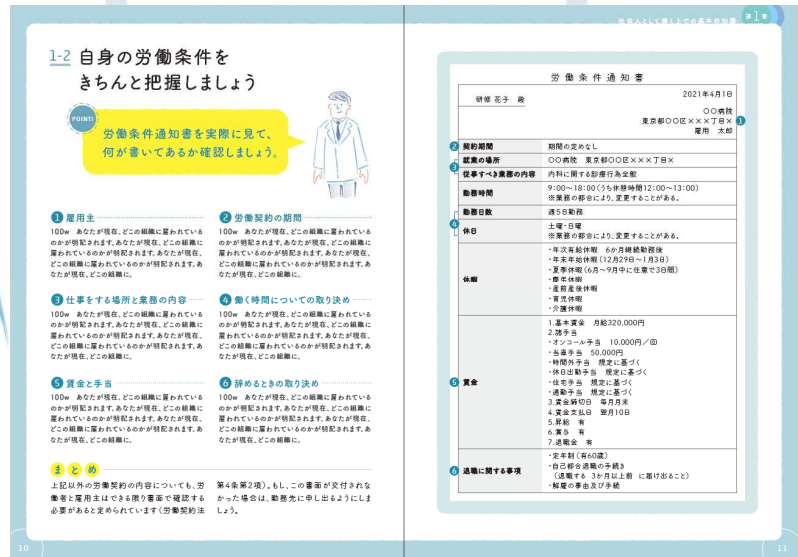 1-2 自身の労働条件を
きちんと把握しましょう
POINT!
労働条件通知書を実際に見て、
何が書いてあるか確認しましょう。
1 雇用主
100w あなたが現在、どこの組織に雇われている
のかが明記されます。あなたが現在、どこの組織に
雇われているのかが明記されます。あなたが現在、
どこの組織に雇われているのかが明記されます。あ
なたが現在、どこの組織に。
2 労働契約の期間
100w あなたが現在、どこの組織に雇われている
のかが明記されます。あなたが現在、どこの組織に
雇われているのかが明記されます。あなたが現在、
どこの組織に雇われているのかが明記されます。あ
なたが現在、どこの組織に。
3 仕事をする場所と業務の内容
100w あなたが現在、どこの組織に雇われている
のかが明記されます。あなたが現在、どこの組織に
雇われているのかが明記されます。あなたが現在、
どこの組織に雇われているのかが明記されます。あ
なたが現在、どこの組織に。
4 働く時間についての取り決め
100w あなたが現在、どこの組織に雇われている
のかが明記されます。あなたが現在、どこの組織に
雇われているのかが明記されます。あなたが現在、
どこの組織に雇われているのかが明記されます。あ
なたが現在、どこの組織に。
5 賃金と手当
100w あなたが現在、どこの組織に雇われている
のかが明記されます。あなたが現在、どこの組織に
雇われているのかが明記されます。あなたが現在、
どこの組織に雇われているのかが明記されます。あ
なたが現在、どこの組織に。
6 辞めるときの取り決め
100w あなたが現在、どこの組織に雇われている
のかが明記されます。あなたが現在、どこの組織に
雇われているのかが明記されます。あなたが現在、
どこの組織に雇われているのかが明記されます。あ
なたが現在、どこの組織に。
まとめ
上記以外の労働契約の内容についても、労
働者と雇用主はできる限り書面で確認する
必要があると定められています(労働契約法
第4条第2項)。もし、この書面が交付されな
かった場合は、勤務先に申し出るようにしま
しょう。
10
社会人として働く上での基本的知識 第1章
労働条件通知書
2021年4月1日
研修 花子 殿
〇〇病院
東京都〇〇区×××丁目× 1
雇用 太郎
2 契約期間 期間の定めなし
3 就業の場所 〇〇病院 東京都〇〇区×××丁目×
従事すべき業務の内容 内科に関する診療行為全般
4 勤務時間 9:00〜18:00(うち休憩時間12:00〜13:00)
※業務の都合により、変更することがある。
勤務日数 週5日勤務
休日 土曜・日曜
※業務の都合により、変更することがある。
休暇 ・年次有給休暇 6か月継続勤務後
・年末年始休暇(12月29日〜1月3日)
・夏季休暇(6月〜9月中に任意で3日間)
・慶弔休暇
・産前産後休暇
・育児休暇
・介護休暇
5 賃金 1.基本賃金 月給320,000円
2.諸手当
・オンコール手当 10,000円/回
・当直手当 50,000円
・時間外手当 規定に基づく
・休日出勤手当 規定に基づく
・住宅手当 規定に基づく
・通勤手当 規定に基づく
3.賃金締切日 毎月月末
4.賃金支払日 翌月10日
5.昇給 有
6.賞与 有
7.退職金 有
6 退職に関する事項 ・定年制(有60歳)
・自己都合退職の手続き
(退職する 3か月以上前 に届け出ること)
・解雇の事由及び手続
11